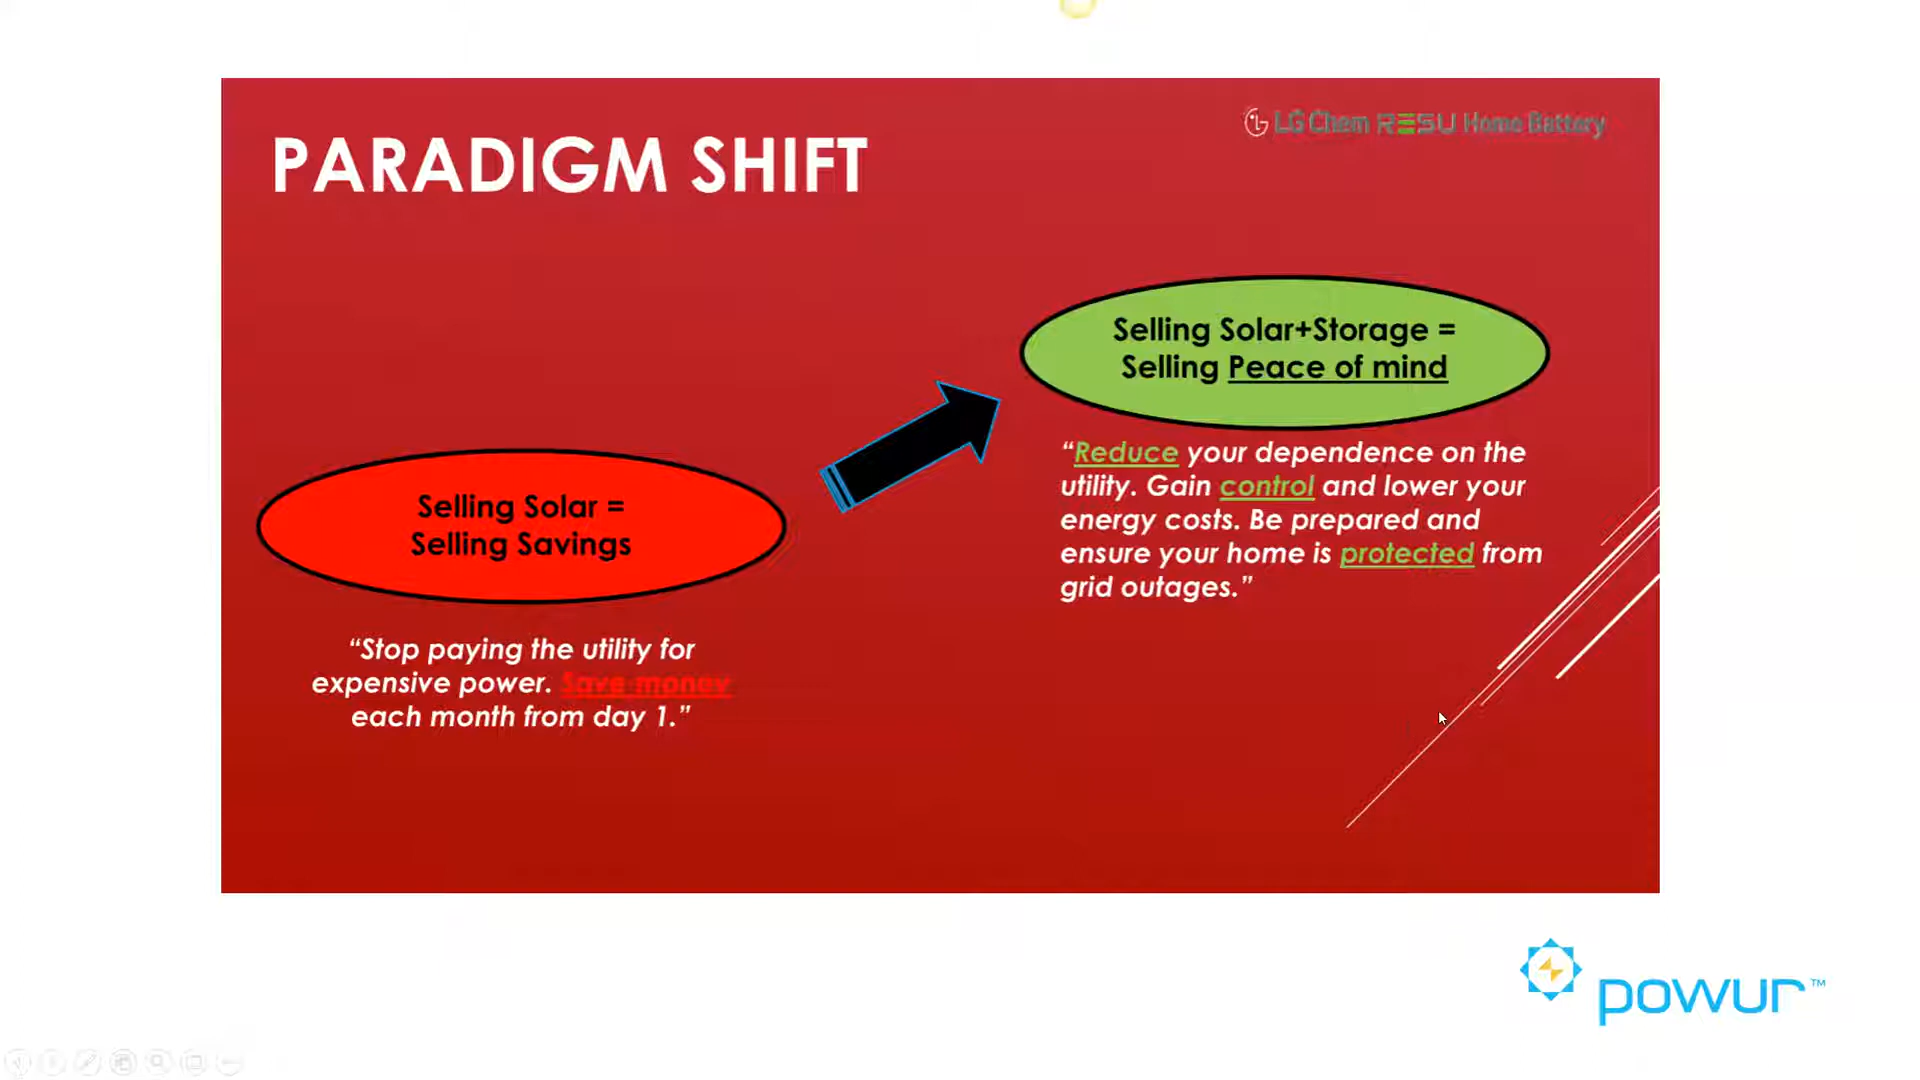 PARADIGM SHIFT
LG Chem RESU Home Battery
Selling Solar+Storage =
Selling Peace of mind
“Reduce your dependence on the
utility. Gain control and lower your
energy costs. Be prepared and
ensure your home is protected from
grid outages.”
Selling Solar =
Selling Savings
“Stop paying the utility for
expensive power. Save money
each month from day 1.”
powur™